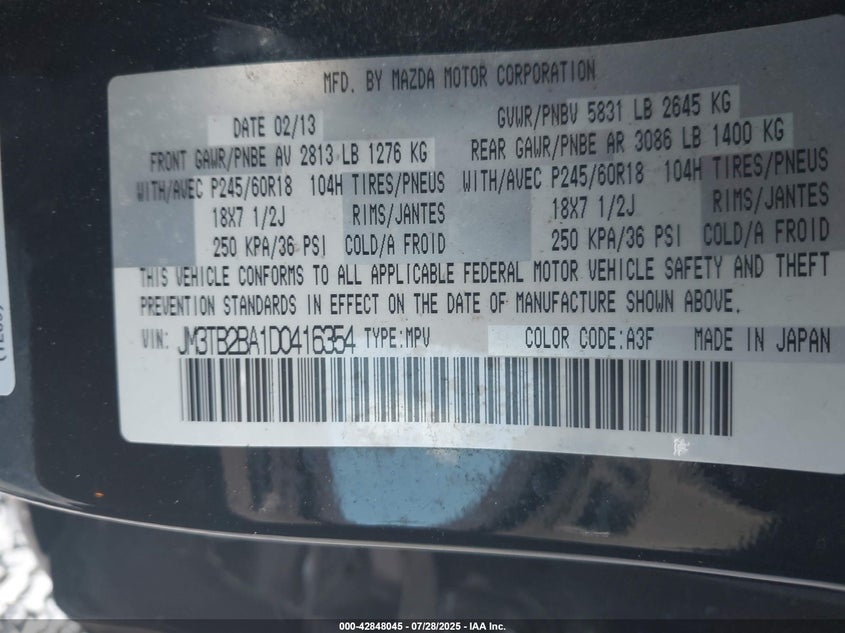 MFD. BY MAZDA MOTOR CORPORATION
DATE 02/13 GVWR/PNBV 5831 LB 2645 KG
FRONT GAWR/PNBE AV 2813 LB 1276 KG REAR GAWR/PNBE AR 3086 LB 1400 KG
WITH/AVEC P245/60R18 104H TIRES/PNEUS WITH/AVEC P245/60R18 104H TIRES/PNEUS
18X7 1/2J RIMS/JANTES 18X7 1/2J RIMS/JANTES
250 KPA/36 PSI COLD/A FROID 250 KPA/36 PSI COLD/A FROID
THIS VEHICLE CONFORMS TO ALL APPLICABLE FEDERAL MOTOR VEHICLE SAFETY AND THEFT
PREVENTION STANDARDS IN EFFECT ON THE DATE OF MANUFACTURE SHOWN ABOVE.
VIN: JM3TB2BA1D0416354 TYPE:MPV COLOR CODE:A3F MADE IN JAPAN
000-42848045 07/28/2025 IAA Inc.